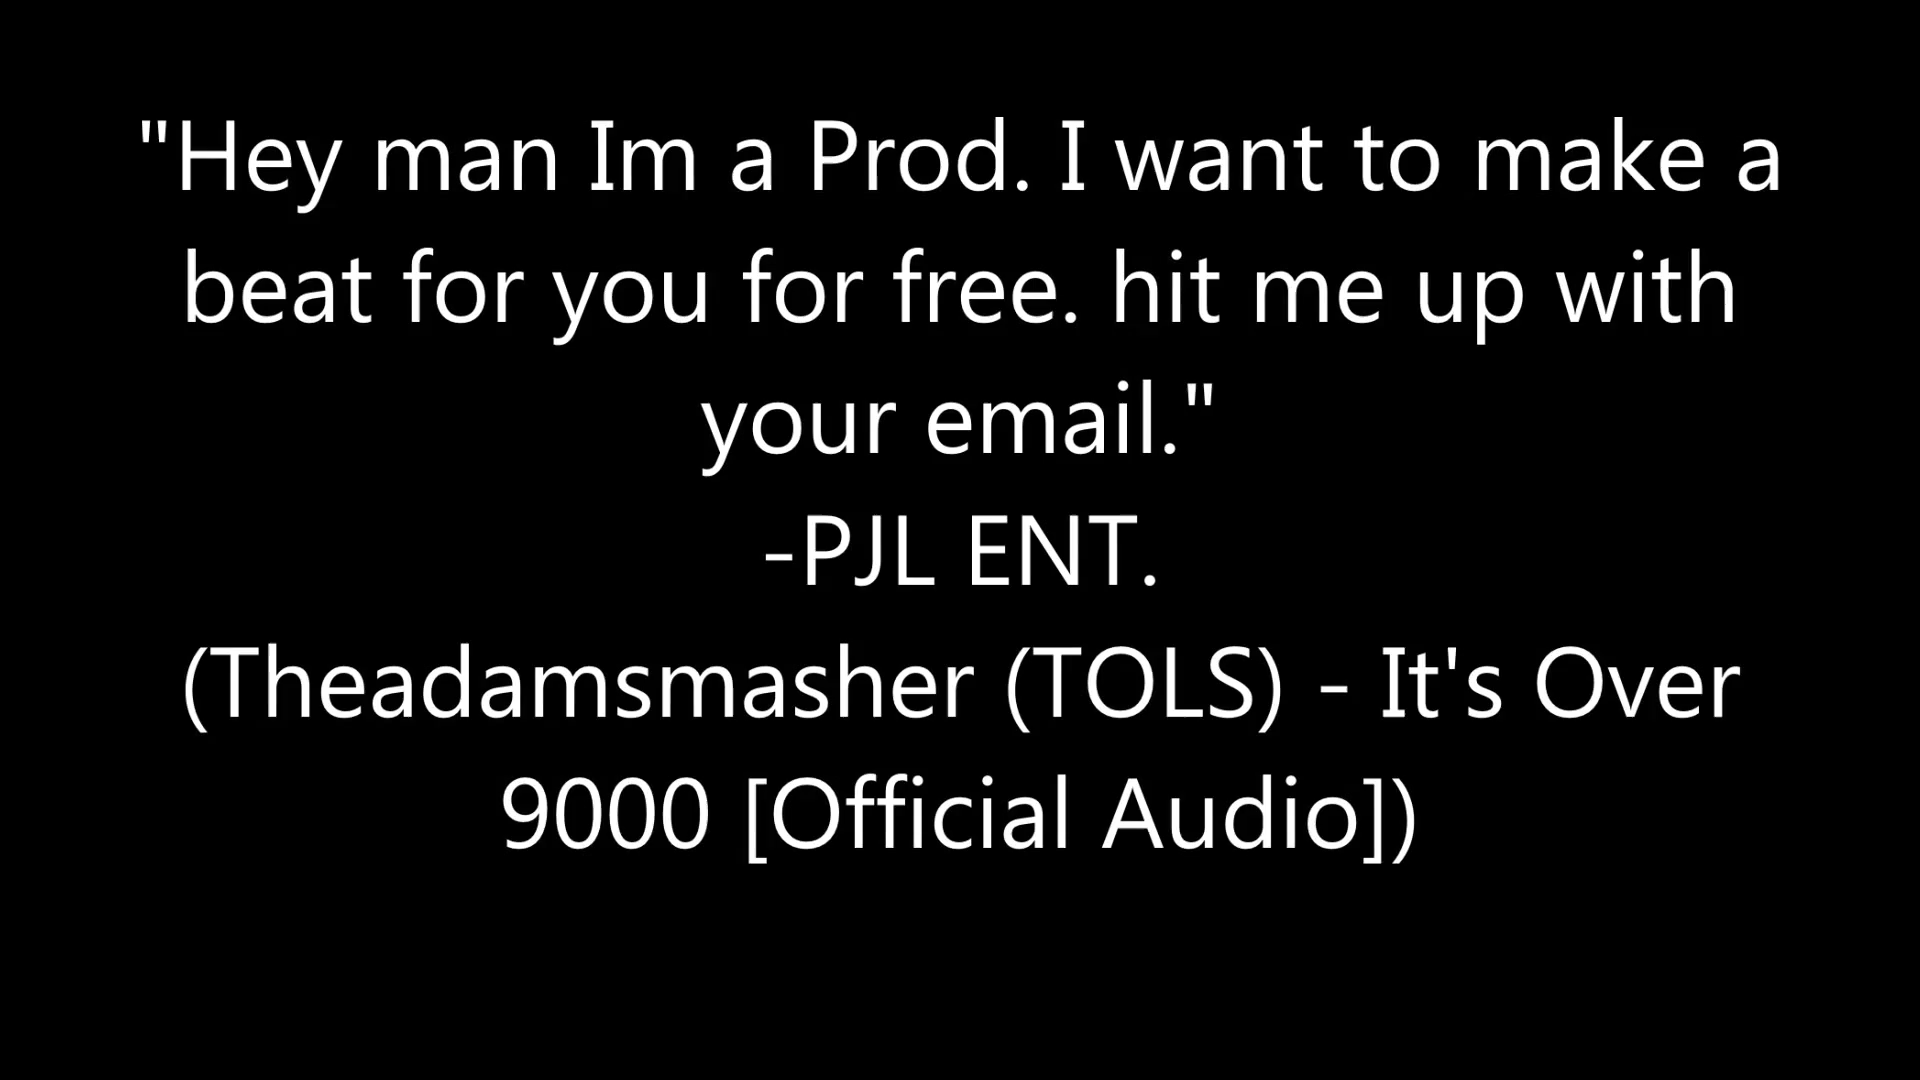 "Hey man Im a Prod. I want to make a
beat for you for free. hit me up with
your email."
-PJL ENT.
(Theadamsmasher (TOLS) - It's Over
9000 [Official Audio])